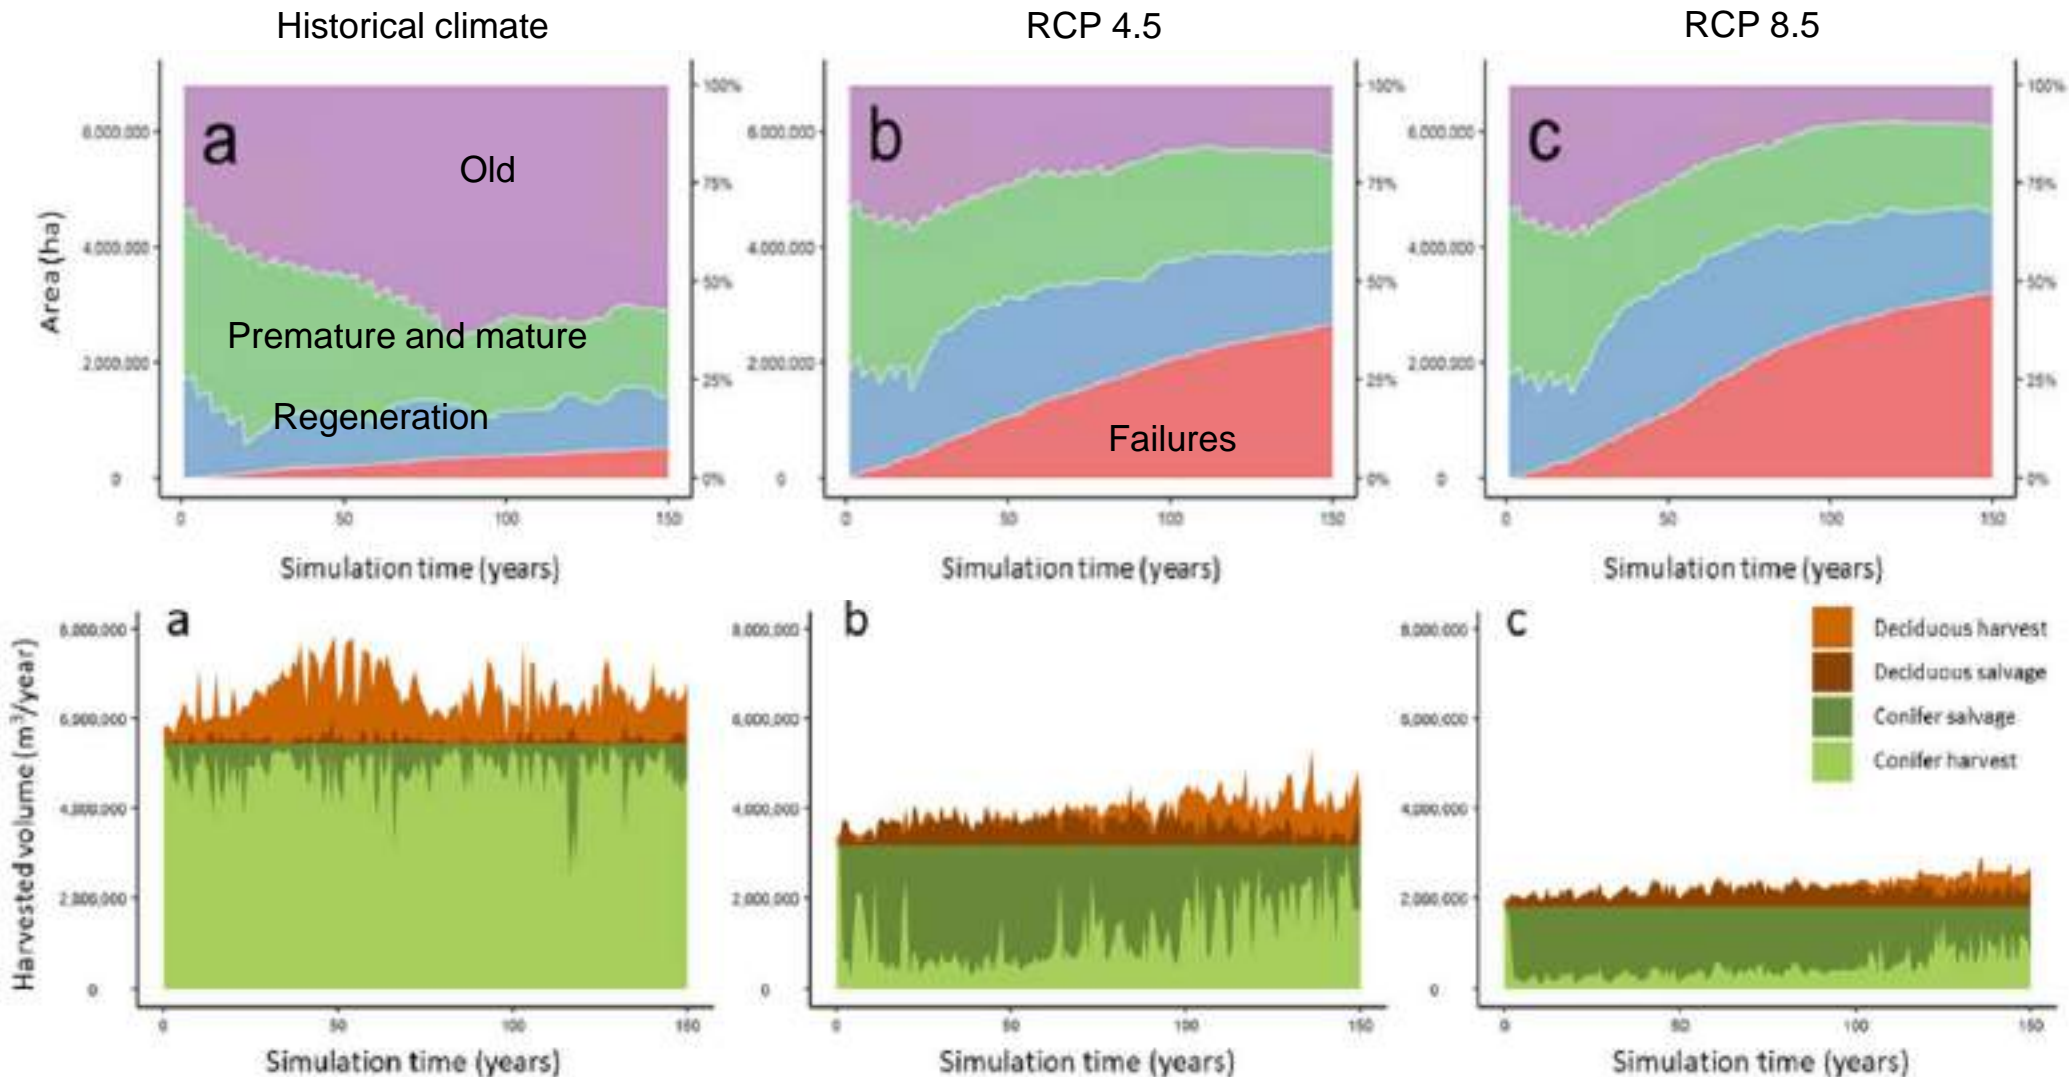 Historical climate
RCP 4.5
RCP 8.5
Area (ha)
6.000.000
4.000.000
2.000.000
0
a
Old
Premature and mature
Regeneration
100%
75%
50%
25%
0%
0 50 100 150
Simulation time (years)
6.000.000
4.000.000
2.000.000
0
b
Failures
100%
75%
50%
25%
0%
0 50 100 150
Simulation time (years)
6.000.000
4.000.000
2.000.000
0
c
100%
75%
50%
25%
0%
0 50 100 150
Simulation time (years)
Harvested volume (m³/year)
8.000.000
6.000.000
4.000.000
2.000.000
0
a
0 50 100 150
Simulation time (years)
8.000.000
6.000.000
4.000.000
2.000.000
0
b
0 50 100 150
Simulation time (years)
8.000.000
6.000.000
4.000.000
2.000.000
0
c
Deciduous harvest
Deciduous salvage
Conifer salvage
Conifer harvest
0 50 100 150
Simulation time (years)